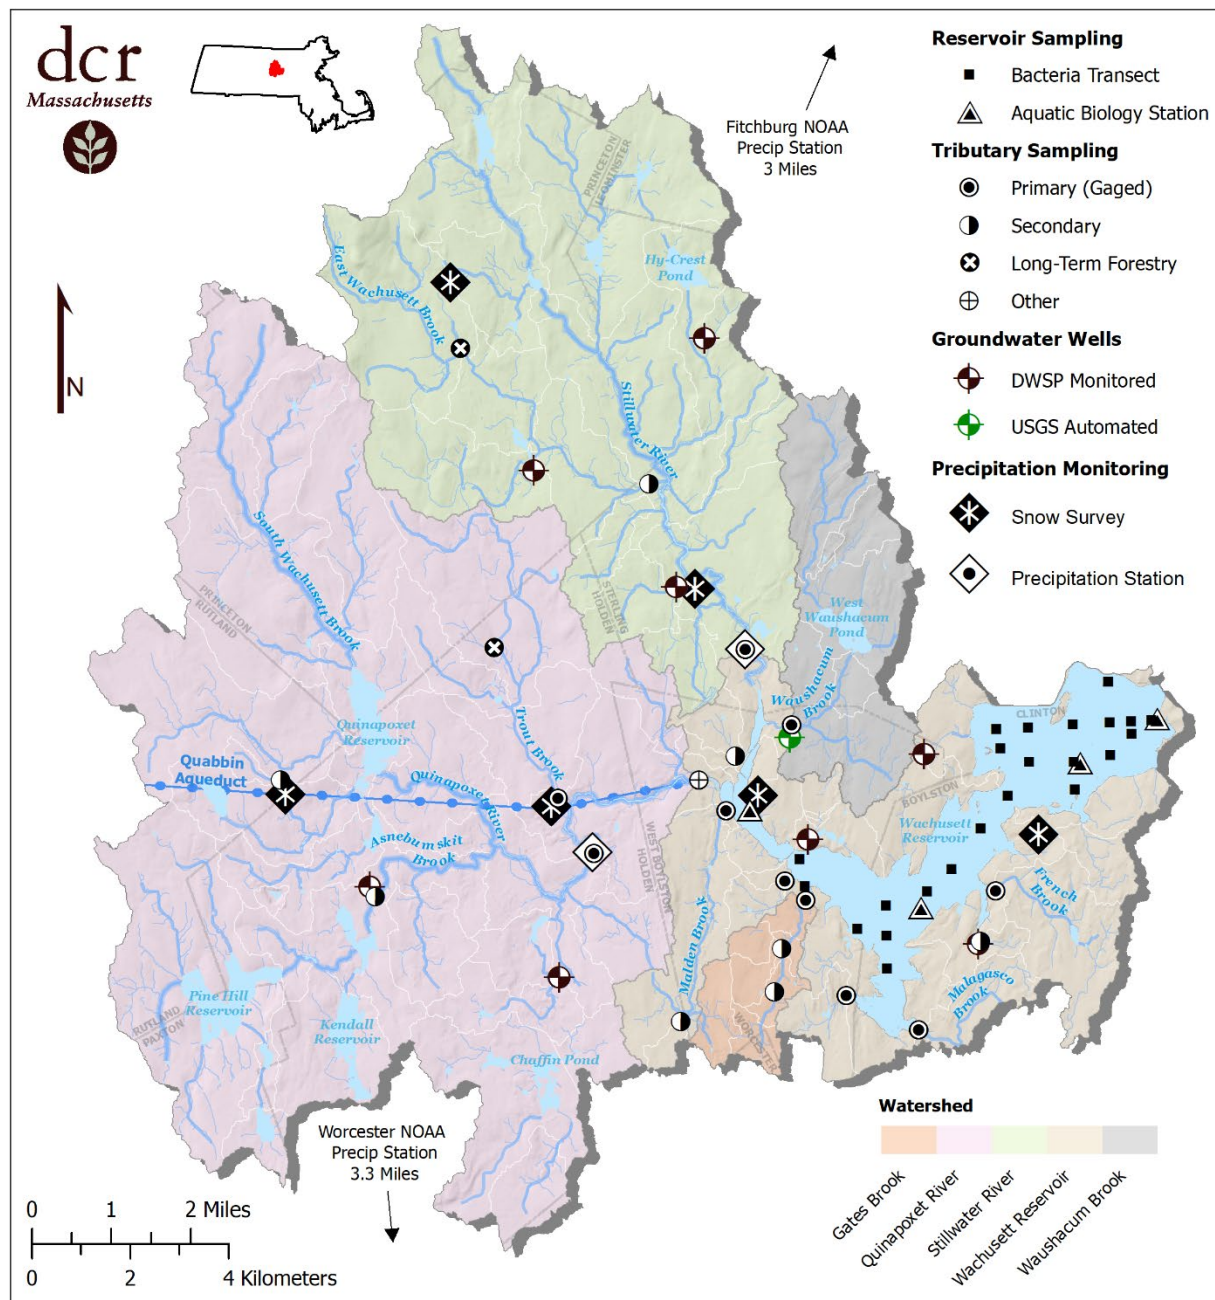 dcr
Massachusetts
Fitchburg NOAA
Precip Station
3 Miles
Reservoir Sampling
Bacteria Transect
Aquatic Biology Station
Tributary Sampling
Primary (Gaged)
Secondary
Long-Term Forestry
Other
Groundwater Wells
DWSP Monitored
USGS Automated
Precipitation Monitoring
Snow Survey
Precipitation Station
N
PRINCETON
LEOMINSTER
Hy-Crest
Pond
East Wachusett Brook
Stillwater River
South Wachusett Brook
PRINCETON
RUTLAND
STERLING
HOLDEN
West
Waushacum
Pond
Waushacum
Brook
Trout Brook
Quinapoxet
Reservoir
Quabbin
Aqueduct
Quinapoxet River
Asnebumskit
Brook
WEST BOYLSTON
HOLDEN
CLINTON
BOYLSTON
Wachusett
Reservoir
French
Brook
Malden Brook
Malagasco
Brook
WORCESTER
Pine Hill
Reservoir
RUTLAND
PAXTON
Kendall
Reservoir
Chaffin Pond
Worcester NOAA
Precip Station
3.3 Miles
0 1 2 Miles
0 2 4 Kilometers
Watershed
Gates Brook
Quinapoxet River
Stillwater River
Wachusett Reservoir
Waushacum Brook